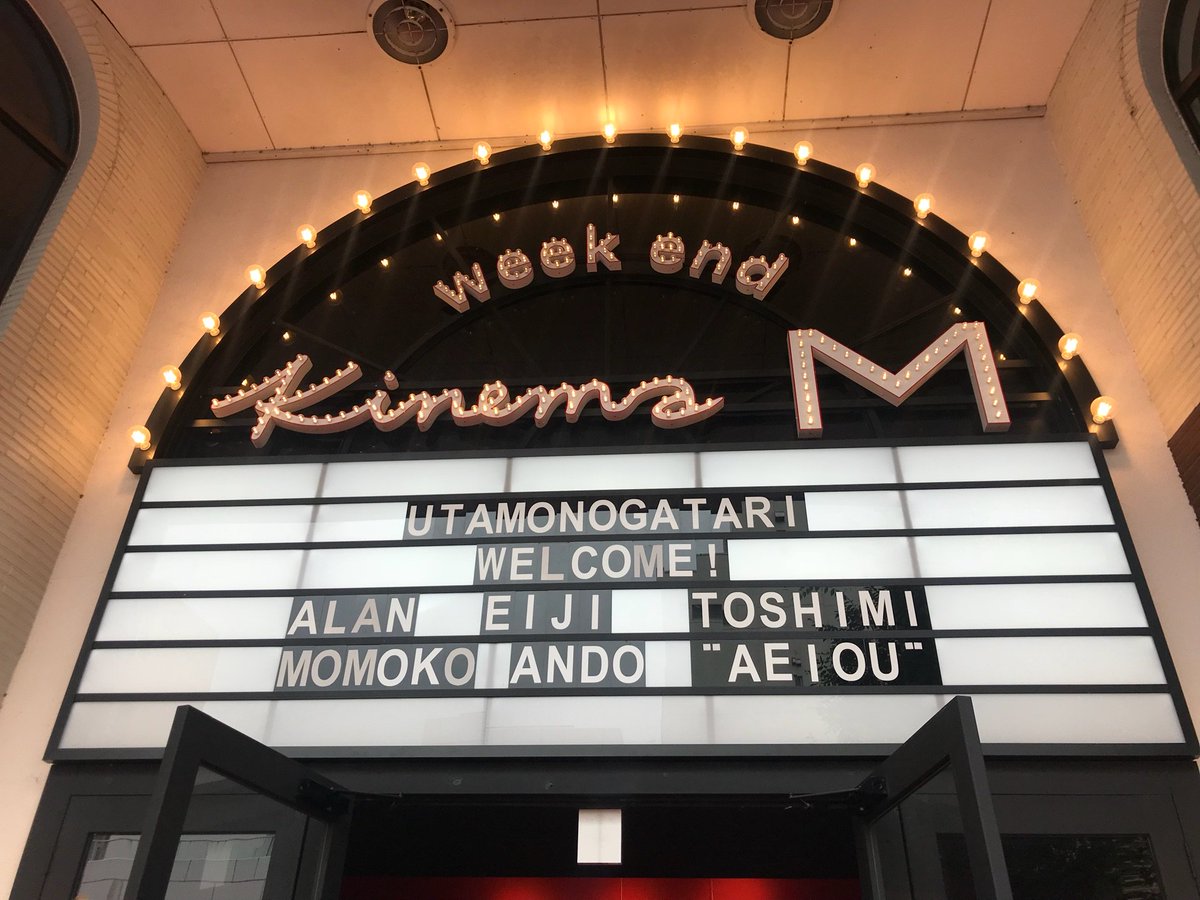 week end
Kinema M
UTAMONOGATARI
WELCOME!
ALAN EIJI TOSHIMI
MOMOKO ANDO "AEIOU"